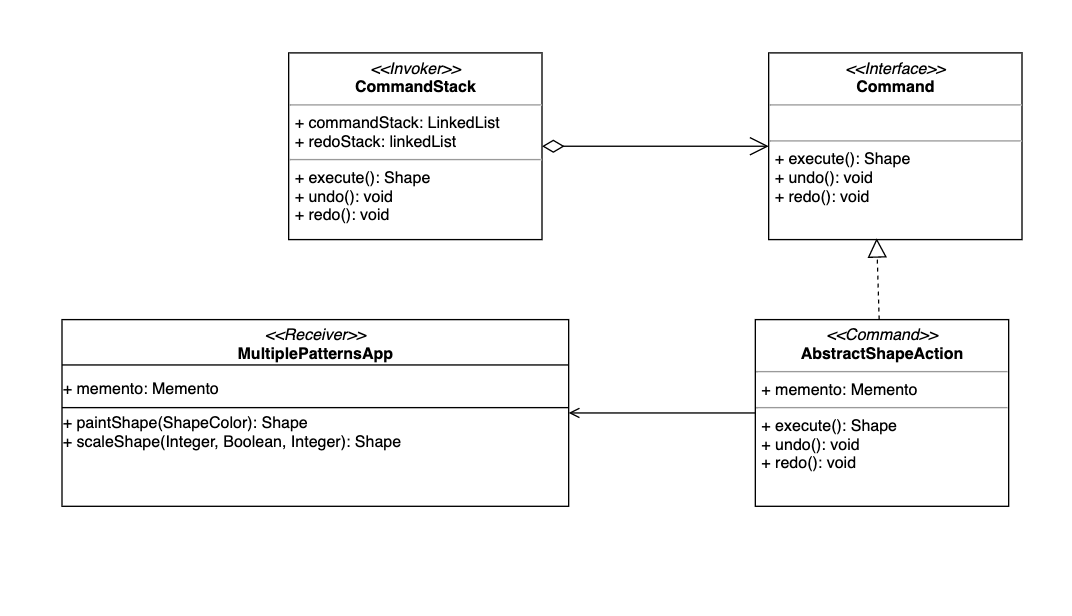 <<Invoker>>
CommandStack
+ commandStack: LinkedList
+ redoStack: linkedList
+ execute(): Shape
+ undo(): void
+ redo(): void
<<Interface>>
Command
+ execute(): Shape
+ undo(): void
+ redo(): void
<<Receiver>>
MultiplePatternsApp
+ memento: Memento
+ paintShape(ShapeColor): Shape
+ scaleShape(Integer, Boolean, Integer): Shape
<<Command>>
AbstractShapeAction
+ memento: Memento
+ execute(): Shape
+ undo(): void
+ redo(): void